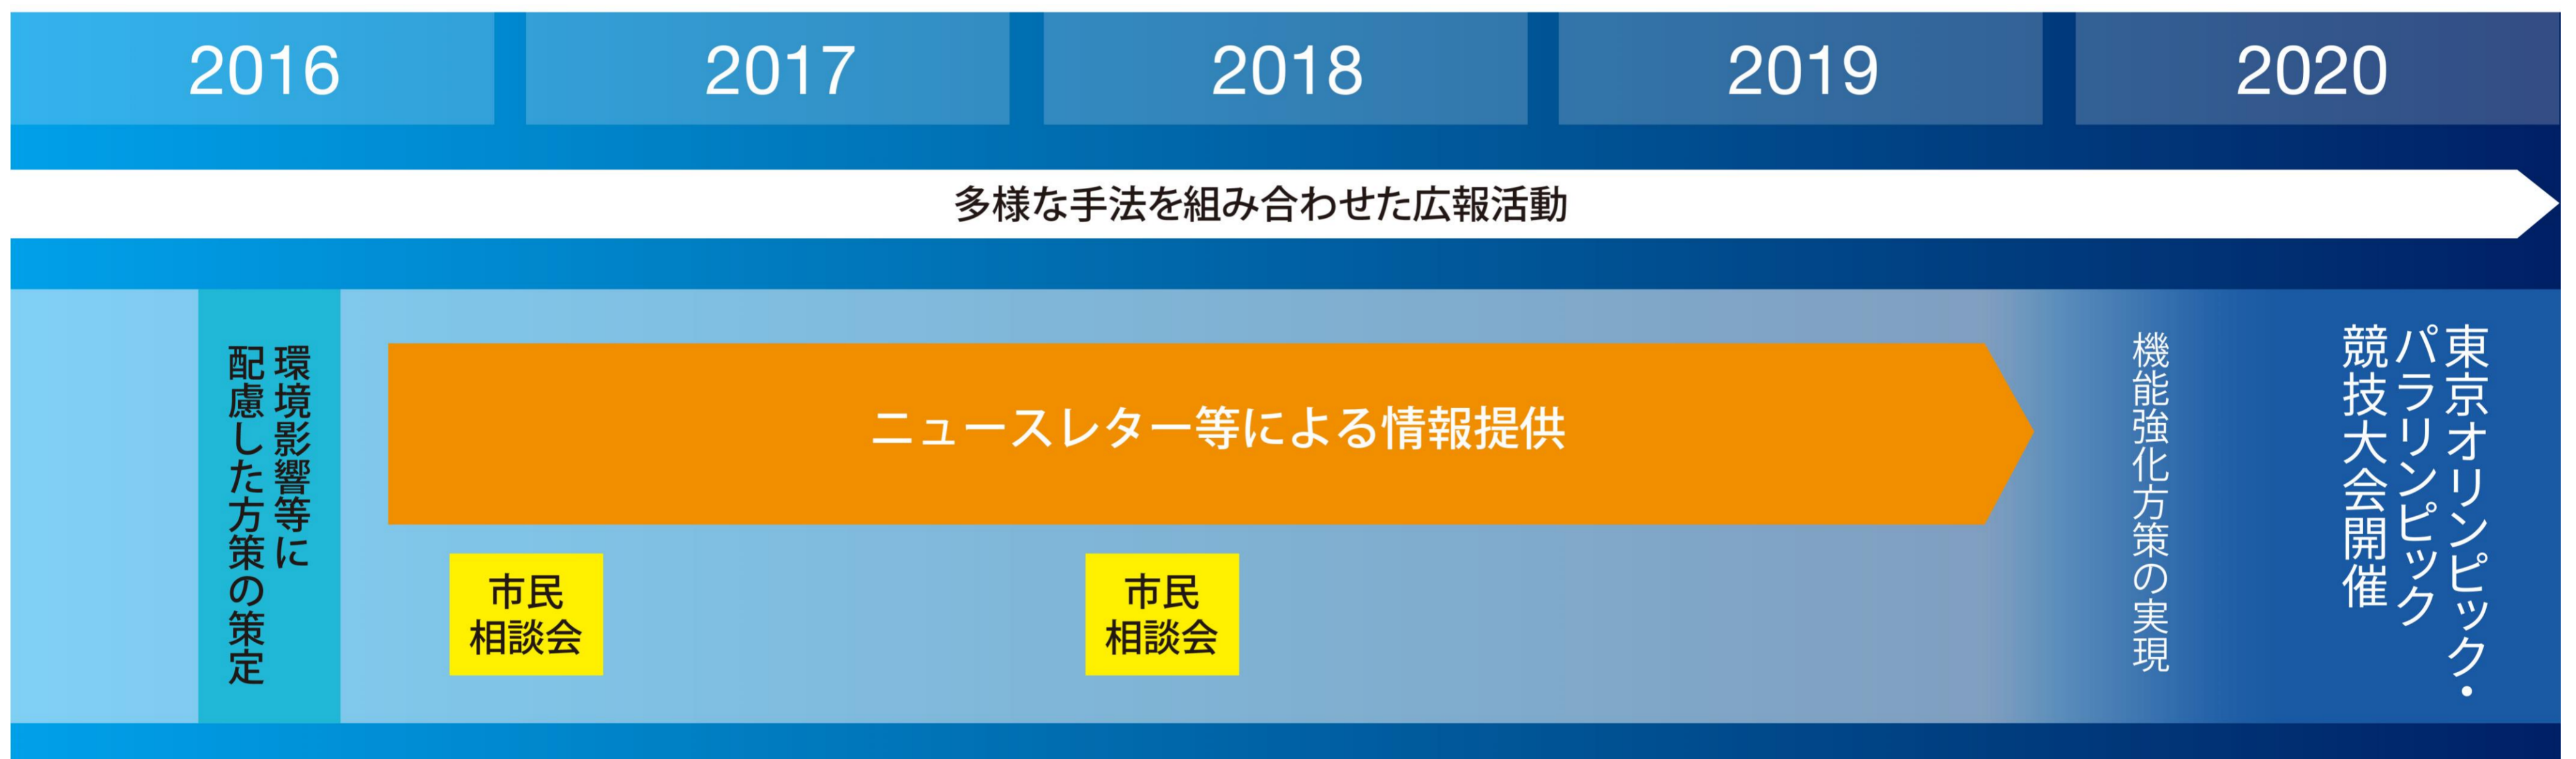 2016
2017
2018
2019
2020
多様な手法を組み合わせた広報活動
環境影響等に
配慮した方策の策定
ニュースレター等による情報提供
市民
相談会
市民
相談会
機能強化方策の実現
東京オリンピック・
パラリンピック
競技大会開催